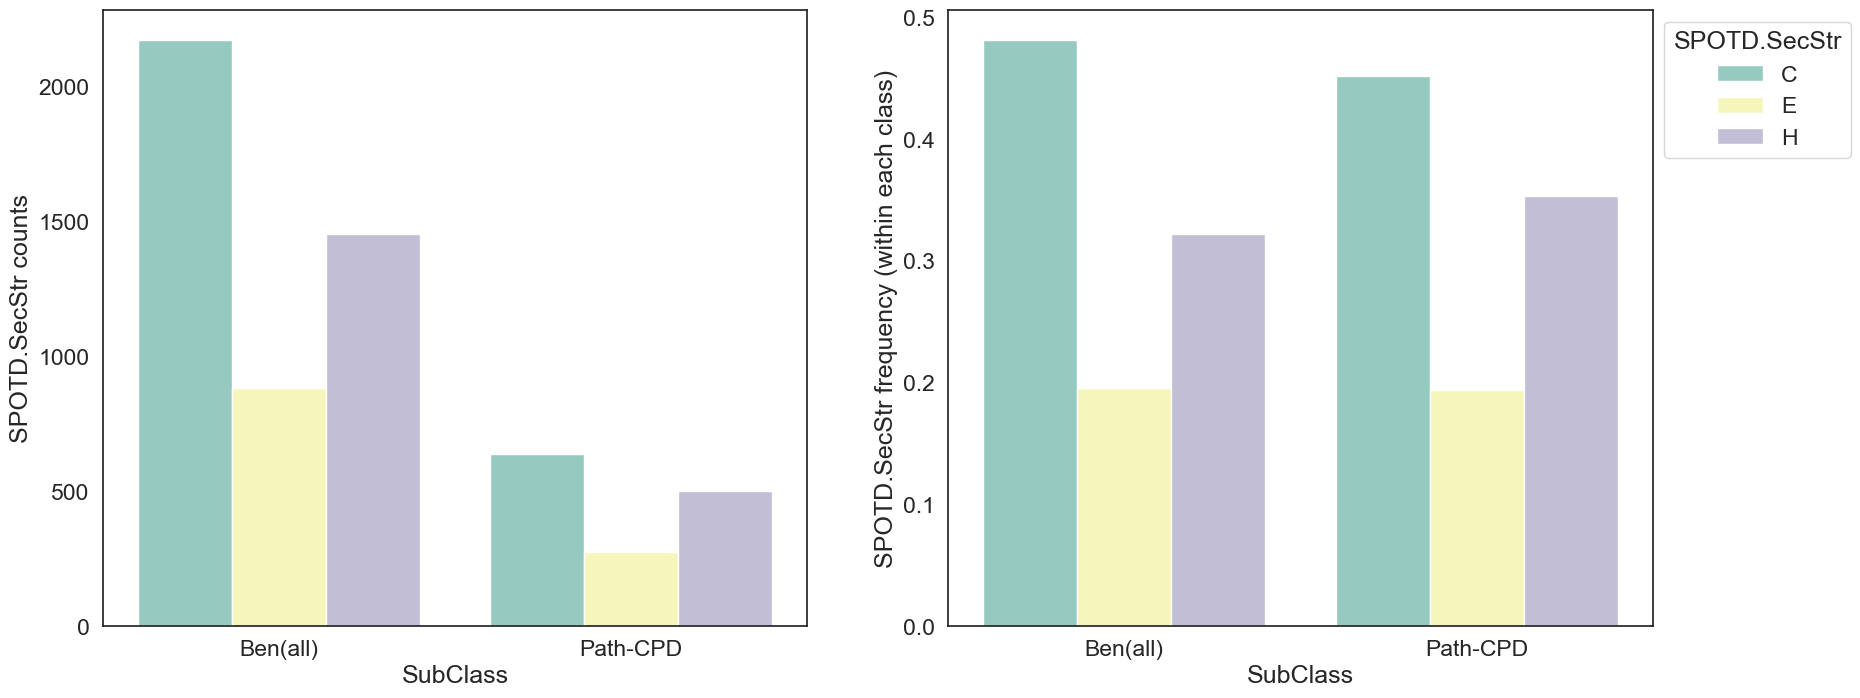 SPOTD.SecStr counts
2000
1500
1000
500
0
Ben(all)
Path-CPD
SubClass
SPOTD.SecStr frequency (within each class)
0.5
0.4
0.3
0.2
0.1
0.0
Ben(all)
Path-CPD
SubClass
SPOTD.SecStr
C
E
H